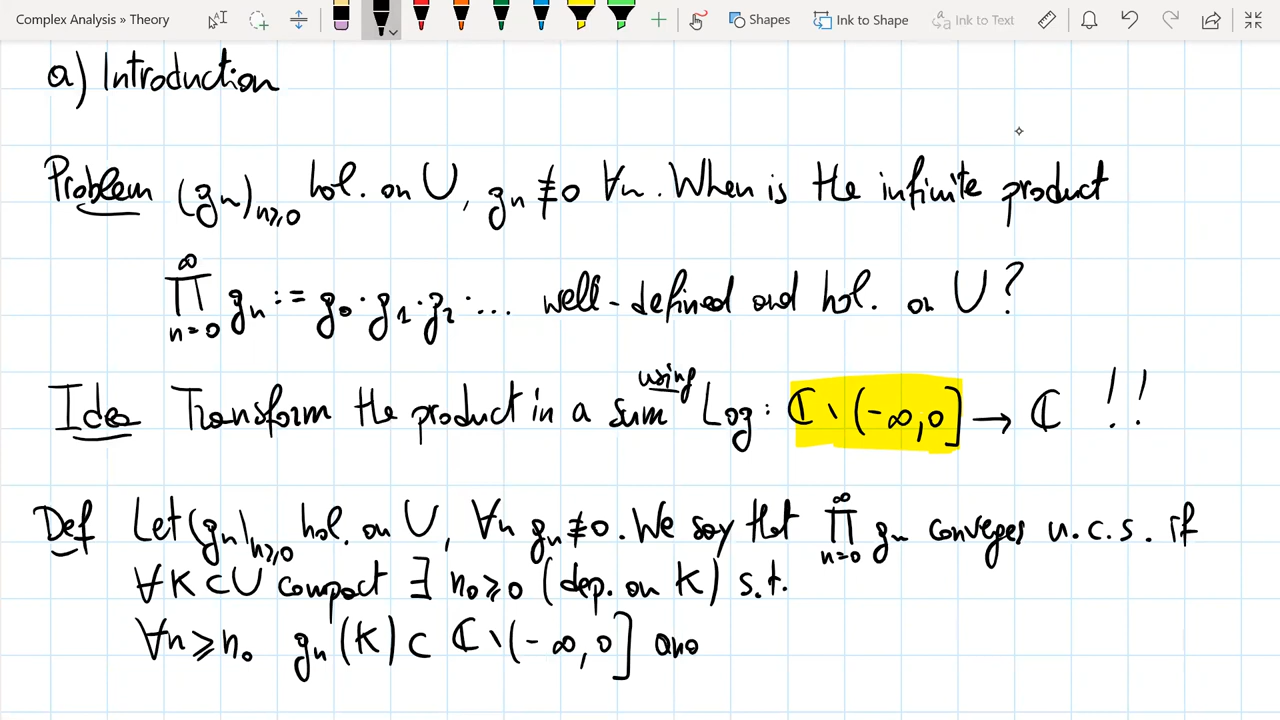 Complex Analysis » Theory
Shapes
Ink to Shape
Ink to Text
a) Introduction
Problem (gₙ)ₙ≥₀ hol. on U, gₙ ≢ 0 ∀n. When is the infinite product
∏ₙ₌₀^∞ gₙ := g₀ · g₁ · g₂ · ... well-defined and hol. on U?
Idea Transform the product in a sum using Log: ℂ \ (-∞, 0] → ℂ !!
Def Let (gₙ)ₙ≥₀ hol. on U, ∀n gₙ ≢ 0. We say that ∏ₙ₌₀^∞ gₙ conveges u.c.s. if
∀K ⊂ U compact ∃ n₀ ≥ 0 (dep. on K) s.t.
∀n ≥ n₀ gₙ(K) ⊂ ℂ \ (-∞, 0] ano